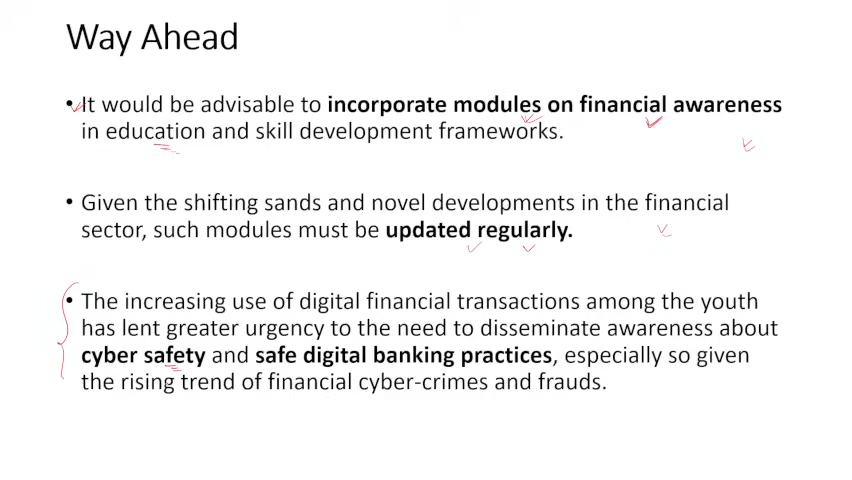 Way Ahead
• It would be advisable to incorporate modules on financial awareness
in education and skill development frameworks.
• Given the shifting sands and novel developments in the financial
sector, such modules must be updated regularly.
• The increasing use of digital financial transactions among the youth
has lent greater urgency to the need to disseminate awareness about
cyber safety and safe digital banking practices, especially so given
the rising trend of financial cyber-crimes and frauds.